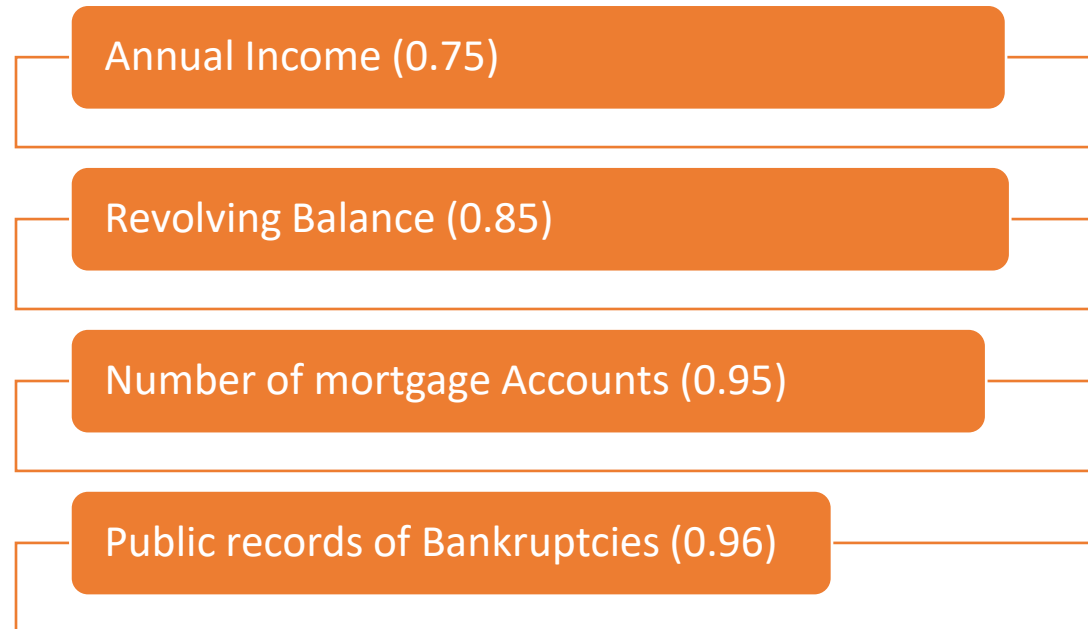 Annual Income (0.75)
Revolving Balance (0.85)
Number of mortgage Accounts (0.95)
Public records of Bankruptcies (0.96)